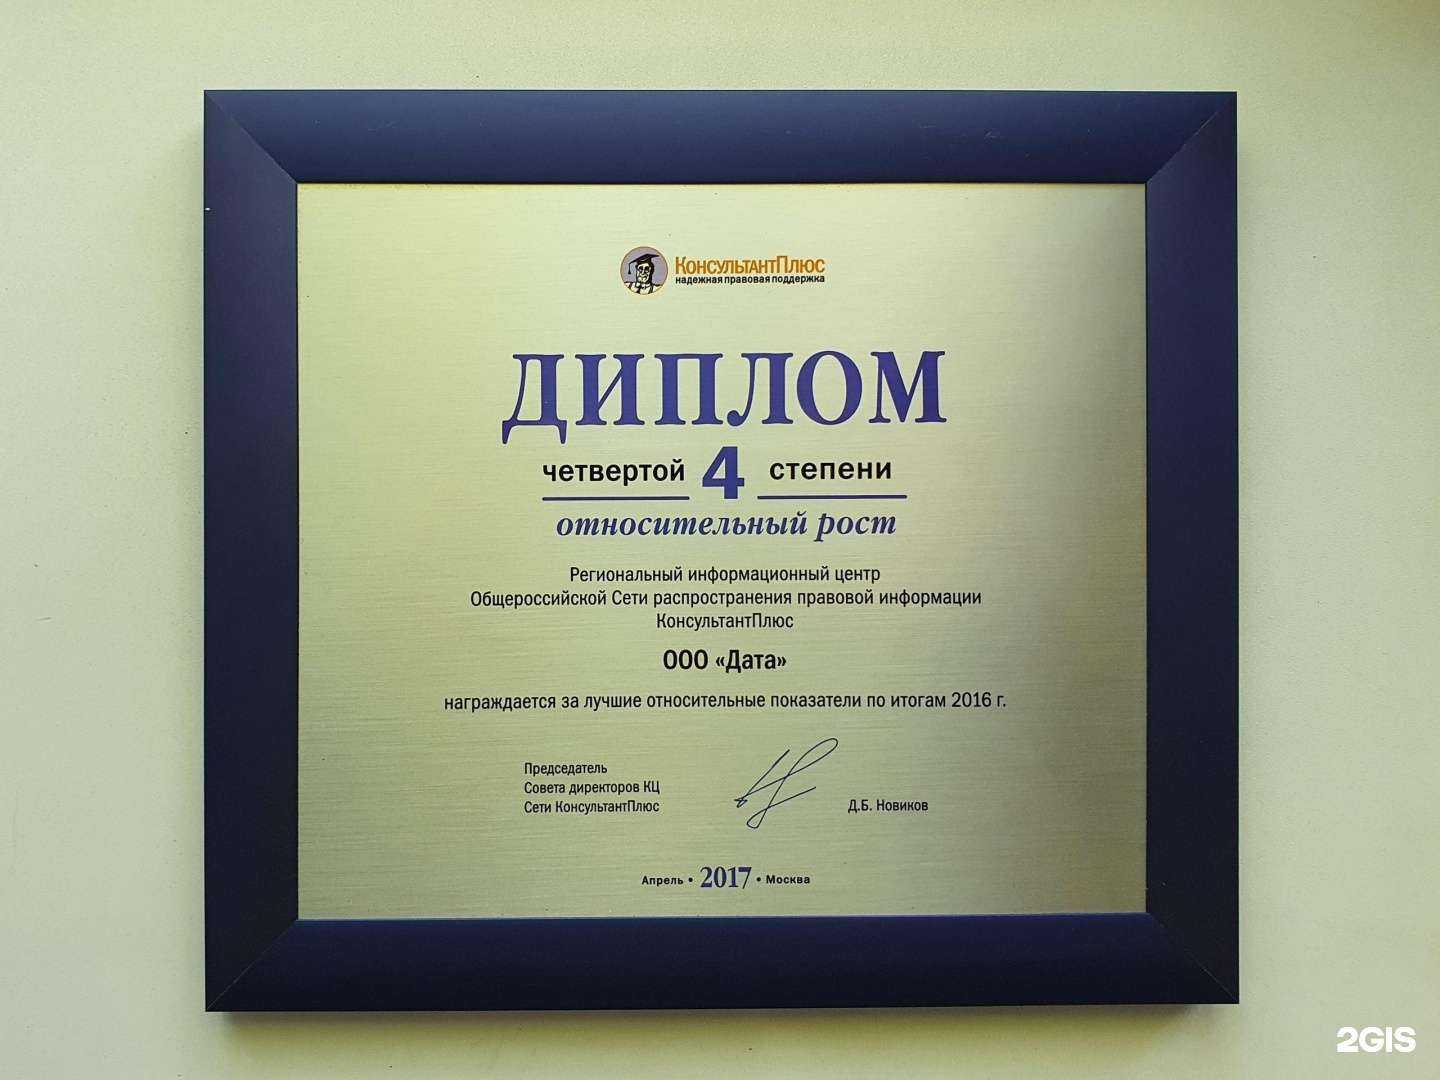 КонсультантПлюс
надежная правовая поддержка
ДИПЛОМ
четвертой 4 степени
относительный рост
Региональный информационный центр
Общероссийской Сети распространения правовой информации
КонсультантПлюс
ООО «Дата»
награждается за лучшие относительные показатели по итогам 2016 г.
Председатель
Совета директоров КЦ
Сети КонсультантПлюс
Д.Б. Новиков
Апрель • 2017 • Москва
2GIS